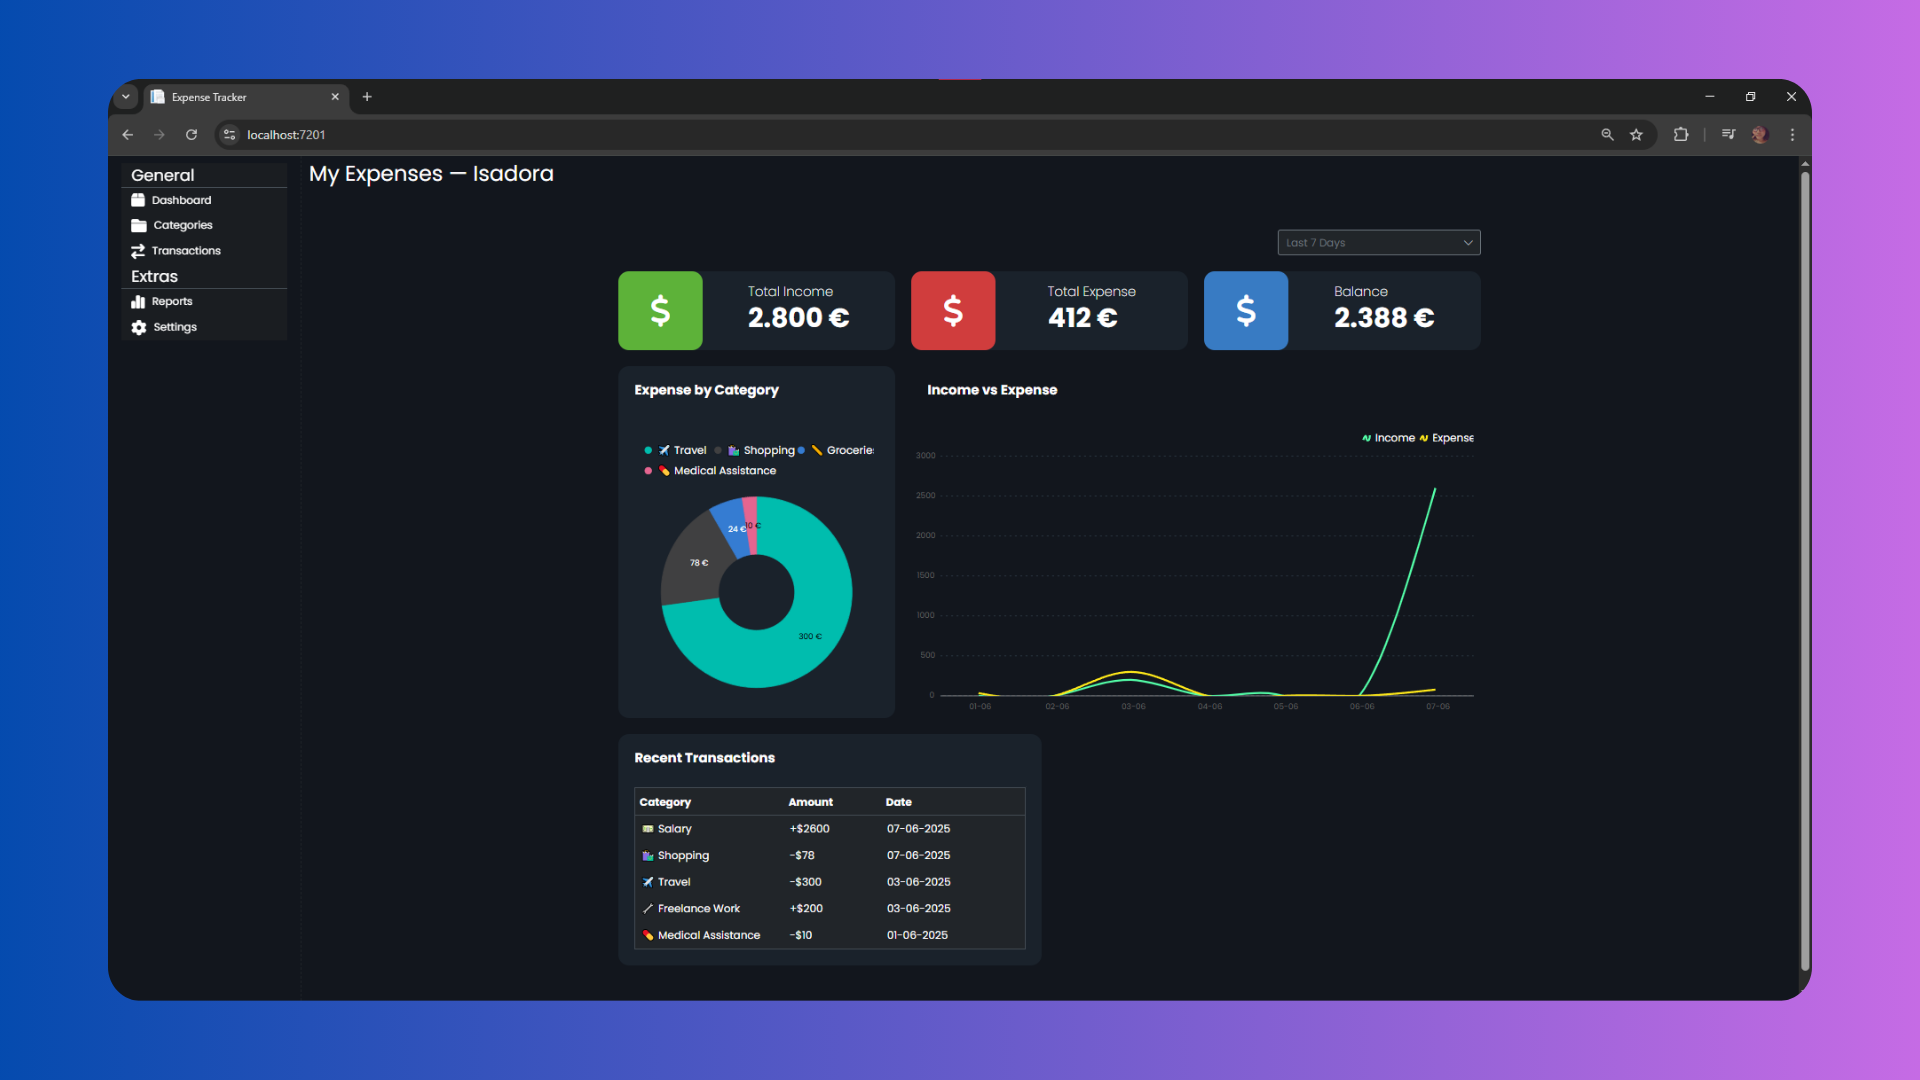 Expense Tracker
localhost:7201
General
Dashboard
Categories
Transactions
Extras
Reports
Settings
My Expenses — Isadora
Last 7 Days
$ Total Income
2.800 €
$ Total Expense
412 €
$ Balance
2.388 €
Expense by Category
Travel Shopping Groceries
Medical Assistance
24 € 10 €
78 €
300 €
Income vs Expense
Income Expense
3000
2500
2000
1500
1000
500
0
01-06 02-06 03-06 04-06 05-06 06-06 07-06
Recent Transactions
Category Amount Date
Salary +$2600 07-06-2025
Shopping -$78 07-06-2025
Travel -$300 03-06-2025
Freelance Work +$200 03-06-2025
Medical Assistance -$10 01-06-2025